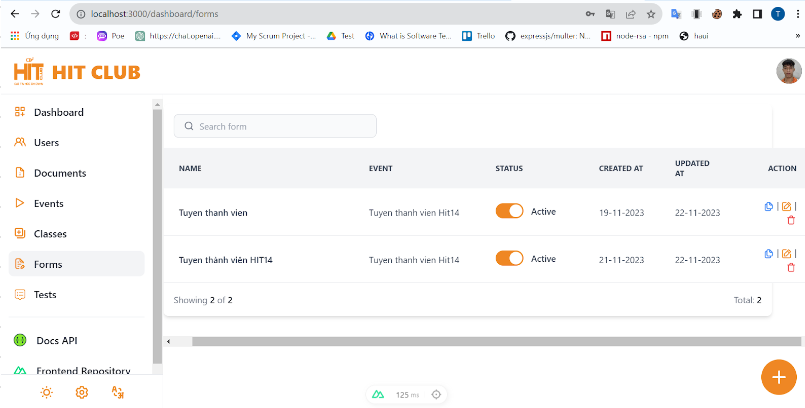 localhost:3000/dashboard/forms
Ứng dụng
Poe
https://chat.openai...
My Scrum Project -...
Test
What is Software Te...
Trello
expressjs/multer: N...
node-rsa - npm
haui
»
T
HIT
HIT CLUB
Dashboard
Users
Documents
Events
Classes
Forms
Tests
Docs API
Frontend Repository
Search form
NAME EVENT STATUS CREATED AT UPDATED AT ACTION
Tuyen thanh vien Tuyen thanh vien Hit14 Active 19-11-2023 22-11-2023 | |
Tuyen thành viên HIT14 Tuyen thanh vien Hit14 Active 21-11-2023 22-11-2023 | |
Showing 2 of 2 Total: 2
125 ms